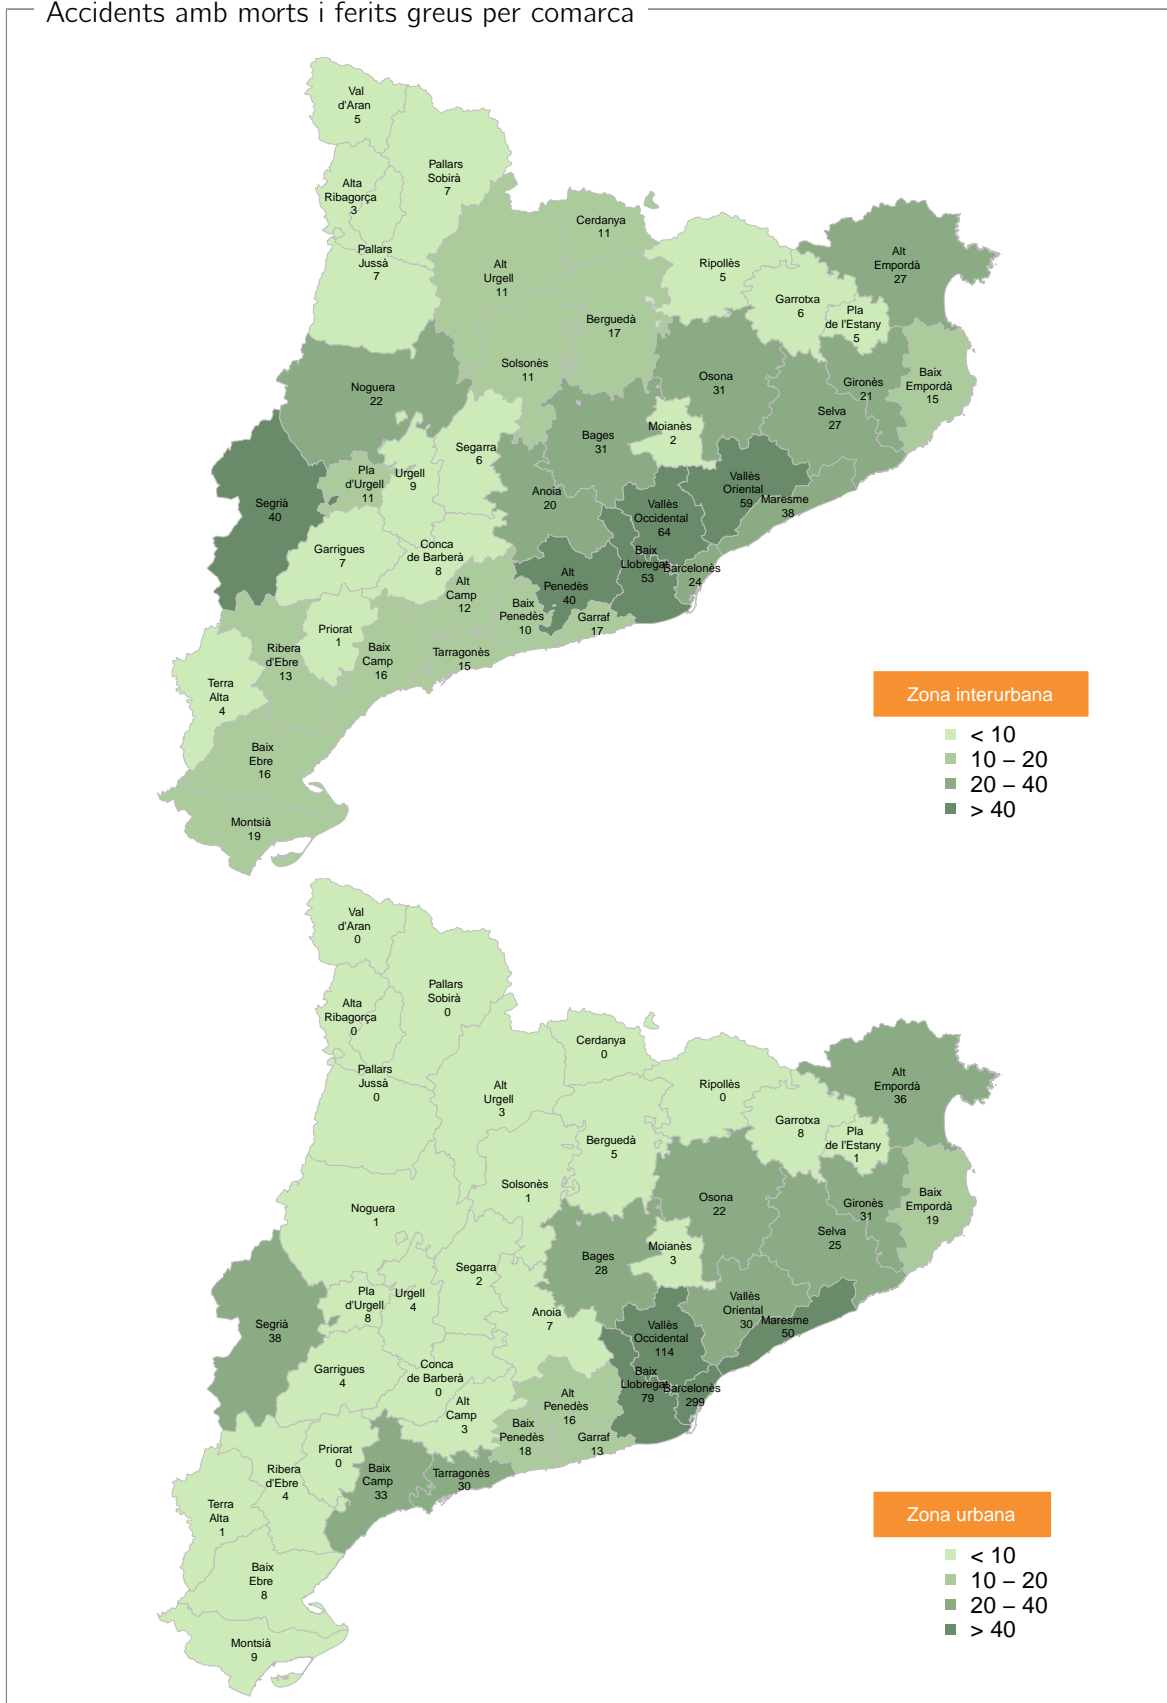 Accidents amb morts i ferits greus per comarca
Val
d'Aran
5
Pallars
Sobirà
7
Alta
Ribagorça
3
Pallars
Jussà
7
Alt
Urgell
11
Cerdanya
11
Ripollès
5
Alt
Empordà
27
Garrotxa
6
Pla
de l'Estany
5
Berguedà
17
Solsonès
11
Noguera
22
Osona
31
Gironès
21
Baix
Empordà
15
Selva
27
Bages
31
Moianès
2
Segarra
6
Pla
d'Urgell
11
Urgell
9
Segrià
40
Anoia
20
Vallès
Oriental
59
Maresme
38
Vallès
Occidental
64
Garrigues
7
Conca
de Barberà
8
Baix
Llobregat
53
Barcelonès
24
Alt
Penedès
40
Alt
Camp
12
Baix
Penedès
10
Garraf
17
Priorat
1
Ribera
d'Ebre
13
Baix
Camp
16
Tarragonès
15
Terra
Alta
4
Baix
Ebre
16
Montsià
19
Zona interurbana
< 10
10 – 20
20 – 40
> 40
Val
d'Aran
0
Pallars
Sobirà
0
Alta
Ribagorça
0
Pallars
Jussà
0
Alt
Urgell
3
Cerdanya
0
Ripollès
0
Alt
Empordà
36
Garrotxa
8
Pla
de l'Estany
1
Berguedà
5
Solsonès
1
Noguera
1
Osona
22
Gironès
31
Baix
Empordà
19
Selva
25
Bages
28
Moianès
3
Segarra
2
Pla
d'Urgell
8
Urgell
4
Segrià
38
Anoia
7
Vallès
Oriental
30
Maresme
50
Vallès
Occidental
114
Garrigues
4
Conca
de Barberà
0
Baix
Llobregat
79
Barcelonès
299
Alt
Penedès
16
Alt
Camp
3
Baix
Penedès
18
Garraf
13
Priorat
0
Ribera
d'Ebre
4
Baix
Camp
33
Tarragonès
30
Terra
Alta
1
Baix
Ebre
8
Montsià
9
Zona urbana
< 10
10 – 20
20 – 40
> 40